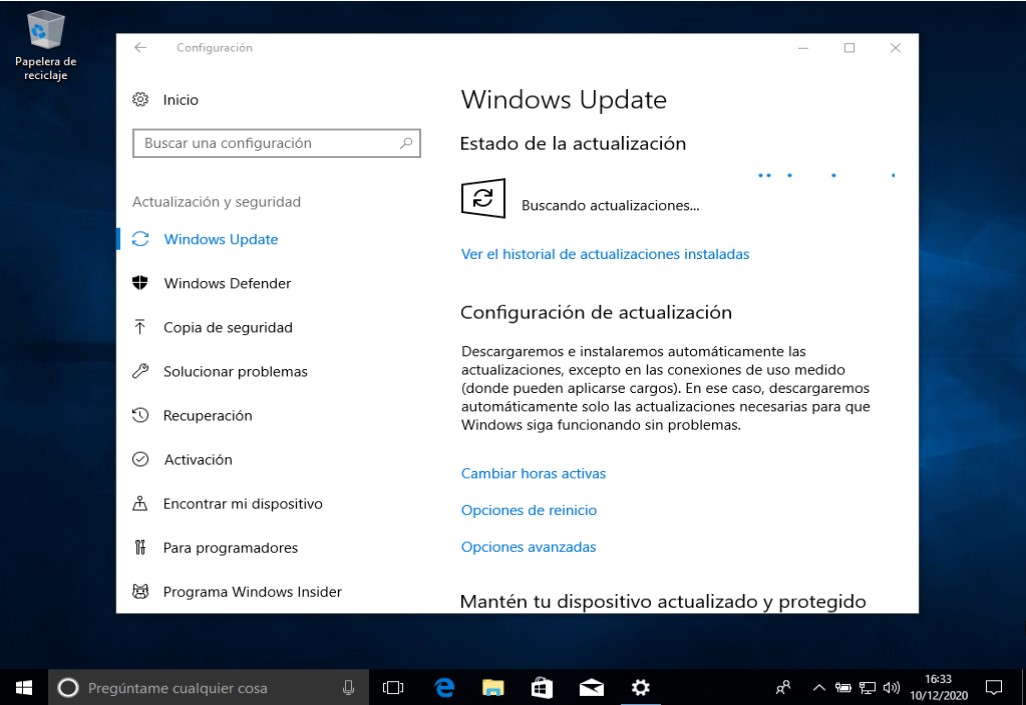 Papelera de
reciclaje
Configuración
Inicio
Buscar una configuración
Actualización y seguridad
Windows Update
Windows Defender
Copia de seguridad
Solucionar problemas
Recuperación
Activación
Encontrar mi dispositivo
Para programadores
Programa Windows Insider
Windows Update
Estado de la actualización
Buscando actualizaciones...
Ver el historial de actualizaciones instaladas
Configuración de actualización
Descargaremos e instalaremos automáticamente las
actualizaciones, excepto en las conexiones de uso medido
(donde pueden aplicarse cargos). En ese caso, descargaremos
automáticamente solo las actualizaciones necesarias para que
Windows siga funcionando sin problemas.
Cambiar horas activas
Opciones de reinicio
Opciones avanzadas
Mantén tu dispositivo actualizado y protegido
Pregúntame cualquier cosa
16:33
10/12/2020